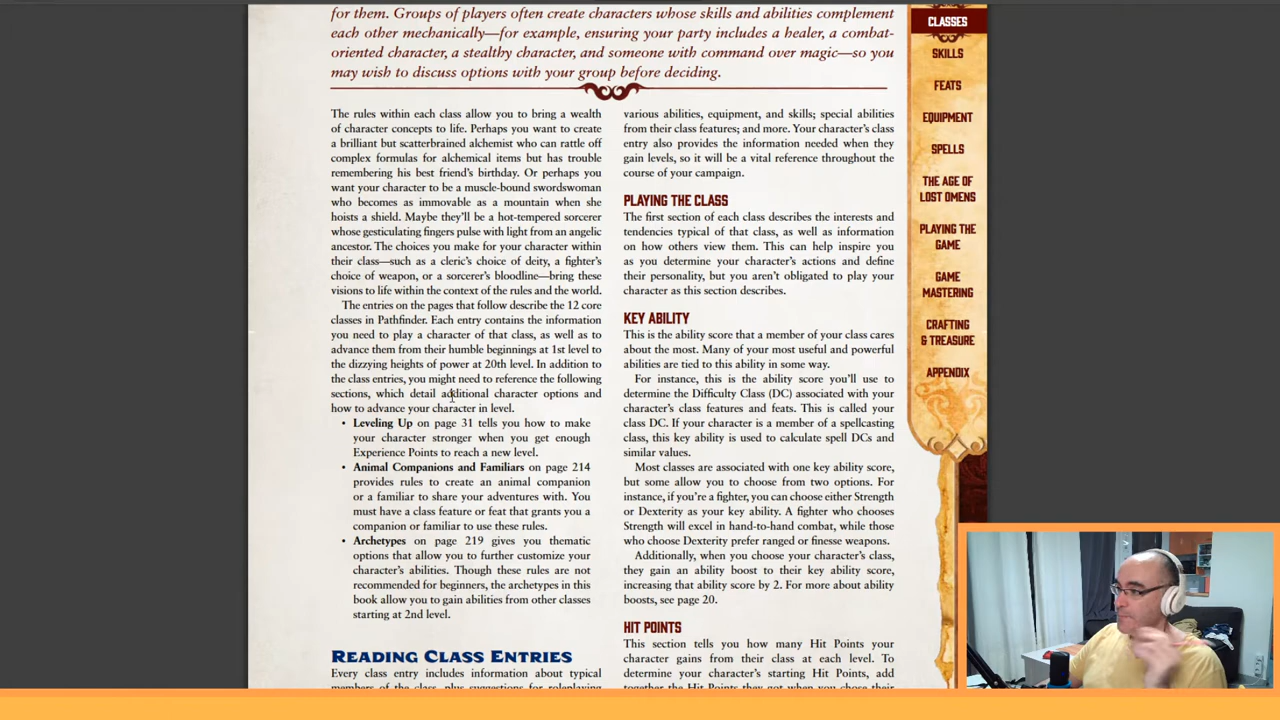 for them. Groups of players often create characters whose skills and abilities complement
each other mechanically—for example, ensuring your party includes a healer, a combat-
oriented character, a stealthy character, and someone with command over magic—so you
may wish to discuss options with your group before deciding.
The rules within each class allow you to bring a wealth
of character concepts to life. Perhaps you want to create
a brilliant but scatterbrained alchemist who can rattle off
complex formulas for alchemical items but has trouble
remembering his best friend's birthday. Or perhaps you
want your character to be a muscle-bound swordswoman
who becomes as immovable as a mountain when she
hoists a shield. Maybe they'll be a hot-tempered sorcerer
whose gesticulating fingers pulse with light from an angelic
ancestor. The choices you make for your character within
their class—such as a cleric's choice of deity, a fighter's
choice of weapon, or a sorcerer's bloodline—bring these
visions to life within the context of the rules and the world.
The entries on the pages that follow describe the 12 core
classes in Pathfinder. Each entry contains the information
you need to play a character of that class, as well as to
advance them from their humble beginnings at 1st level to
the dizzying heights of power at 20th level. In addition to
the class entries, you might need to reference the following
sections, which detail additional character options and
how to advance your character in level.
• Leveling Up on page 31 tells you how to make
your character stronger when you get enough
Experience Points to reach a new level.
• Animal Companions and Familiars on page 214
provides rules to create an animal companion
or a familiar to share your adventures with. You
must have a class feature or feat that grants you a
companion or familiar to use these rules.
• Archetypes on page 219 gives you thematic
options that allow you to further customize your
character's abilities. Though these rules are not
recommended for beginners, the archetypes in this
book allow you to gain abilities from other classes
starting at 2nd level.
READING CLASS ENTRIES
Every class entry includes information about typical
members of the class, plus suggestions for roleplaying
various abilities, equipment, and skills; special abilities
from their class features; and more. Your character's class
entry also provides the information needed when they
gain levels, so it will be a vital reference throughout the
course of your campaign.
PLAYING THE CLASS
The first section of each class describes the interests and
tendencies typical of that class, as well as information
on how others view them. This can help inspire you
as you determine your character's actions and define
their personality, but you aren't obligated to play your
character as this section describes.
KEY ABILITY
This is the ability score that a member of your class cares
about the most. Many of your most useful and powerful
abilities are tied to this ability in some way.
For instance, this is the ability score you'll use to
determine the Difficulty Class (DC) associated with your
character's class features and feats. This is called your
class DC. If your character is a member of a spellcasting
class, this key ability is used to calculate spell DCs and
similar values.
Most classes are associated with one key ability score,
but some allow you to choose from two options. For
instance, if you're a fighter, you can choose either Strength
or Dexterity as your key ability. A fighter who chooses
Strength will excel in hand-to-hand combat, while those
who choose Dexterity prefer ranged or finesse weapons.
Additionally, when you choose your character's class,
they gain an ability boost to their key ability score,
increasing that ability score by 2. For more about ability
boosts, see page 20.
HIT POINTS
This section tells you how many Hit Points your
character gains from their class at each level. To
determine your character's starting Hit Points, add
together the Hit Points they got when you chose their
CLASSES
SKILLS
FEATS
EQUIPMENT
SPELLS
THE AGE OF
LOST OMENS
PLAYING THE
GAME
GAME
MASTERING
CRAFTING
& TREASURE
APPENDIX